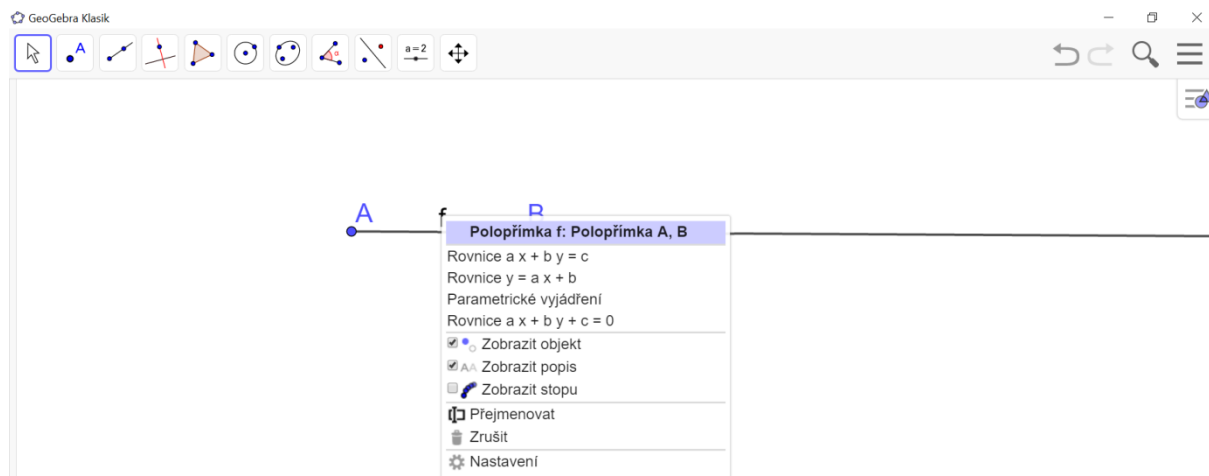 GeoGebra Klasik
A
a=2
A
f
B
Polopřímka f: Polopřímka A, B
Rovnice a x + b y = c
Rovnice y = a x + b
Parametrické vyjádření
Rovnice a x + b y + c = 0
Zobrazit objekt
AA Zobrazit popis
Zobrazit stopu
Přejmenovat
Zrušit
Nastavení